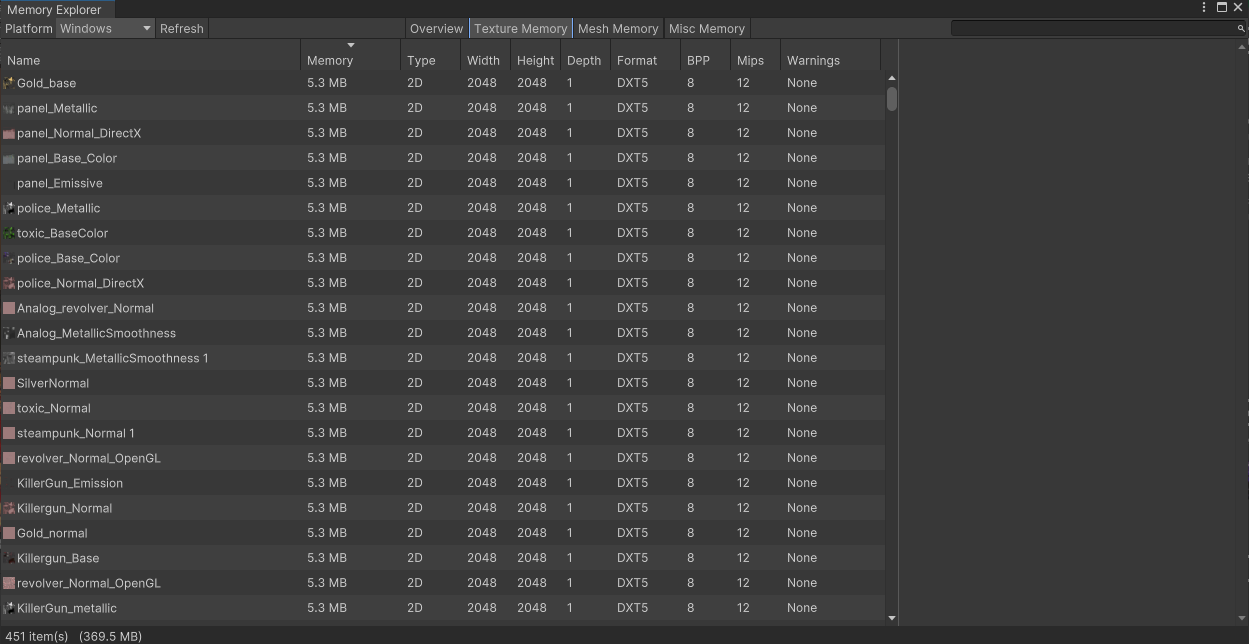 Memory Explorer
Platform Windows Refresh Overview Texture Memory Mesh Memory Misc Memory
Name Memory Type Width Height Depth Format BPP Mips Warnings
Gold_base 5.3 MB 2D 2048 2048 1 DXT5 8 12 None
panel_Metallic 5.3 MB 2D 2048 2048 1 DXT5 8 12 None
panel_Normal_DirectX 5.3 MB 2D 2048 2048 1 DXT5 8 12 None
panel_Base_Color 5.3 MB 2D 2048 2048 1 DXT5 8 12 None
panel_Emissive 5.3 MB 2D 2048 2048 1 DXT5 8 12 None
police_Metallic 5.3 MB 2D 2048 2048 1 DXT5 8 12 None
toxic_BaseColor 5.3 MB 2D 2048 2048 1 DXT5 8 12 None
police_Base_Color 5.3 MB 2D 2048 2048 1 DXT5 8 12 None
police_Normal_DirectX 5.3 MB 2D 2048 2048 1 DXT5 8 12 None
Analog_revolver_Normal 5.3 MB 2D 2048 2048 1 DXT5 8 12 None
Analog_MetallicSmoothness 5.3 MB 2D 2048 2048 1 DXT5 8 12 None
steampunk_MetallicSmoothness 1 5.3 MB 2D 2048 2048 1 DXT5 8 12 None
SilverNormal 5.3 MB 2D 2048 2048 1 DXT5 8 12 None
toxic_Normal 5.3 MB 2D 2048 2048 1 DXT5 8 12 None
steampunk_Normal 1 5.3 MB 2D 2048 2048 1 DXT5 8 12 None
revolver_Normal_OpenGL 5.3 MB 2D 2048 2048 1 DXT5 8 12 None
KillerGun_Emission 5.3 MB 2D 2048 2048 1 DXT5 8 12 None
Killergun_Normal 5.3 MB 2D 2048 2048 1 DXT5 8 12 None
Gold_normal 5.3 MB 2D 2048 2048 1 DXT5 8 12 None
Killergun_Base 5.3 MB 2D 2048 2048 1 DXT5 8 12 None
revolver_Normal_OpenGL 5.3 MB 2D 2048 2048 1 DXT5 8 12 None
KillerGun_metallic 5.3 MB 2D 2048 2048 1 DXT5 8 12 None
451 item(s) (369.5 MB)